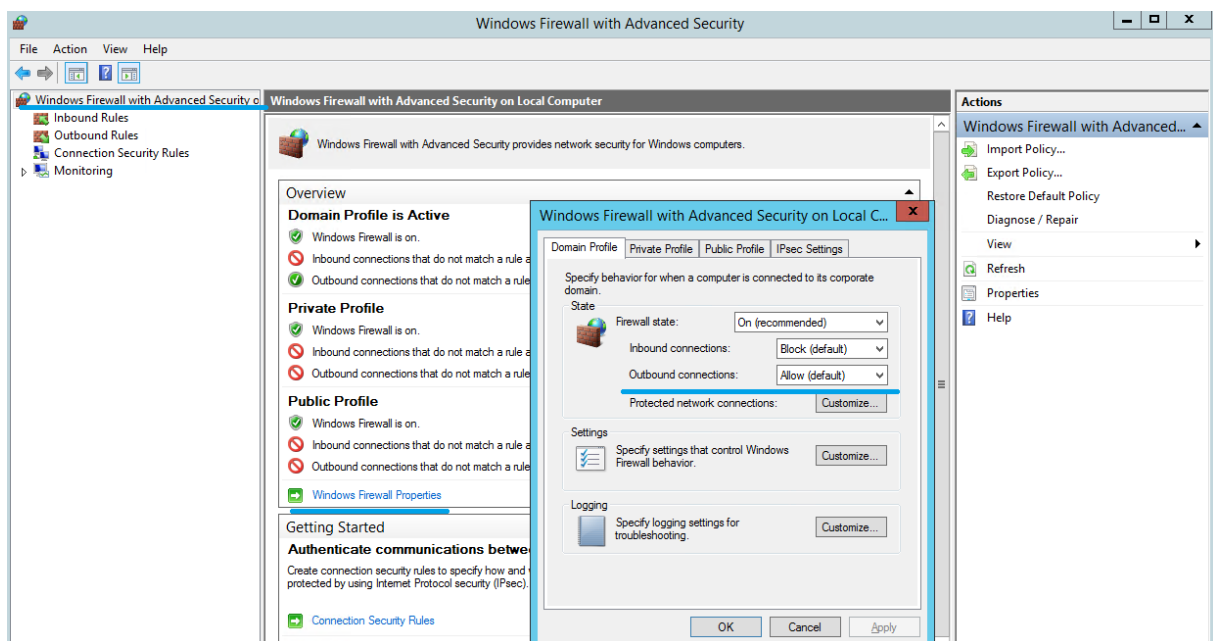 Windows Firewall with Advanced Security
File Action View Help
Windows Firewall with Advanced Security o
Inbound Rules
Outbound Rules
Connection Security Rules
Monitoring
Windows Firewall with Advanced Security on Local Computer
Windows Firewall with Advanced Security provides network security for Windows computers.
Overview
Domain Profile is Active
Windows Firewall is on.
Inbound connections that do not match a rule a
Outbound connections that do not match a rule
Private Profile
Windows Firewall is on.
Inbound connections that do not match a rule a
Outbound connections that do not match a rule
Public Profile
Windows Firewall is on.
Inbound connections that do not match a rule a
Outbound connections that do not match a rule
Windows Firewall Properties
Getting Started
Authenticate communications betwe
Create connection security rules to specify how and
protected by using Internet Protocol security (IPsec).
Connection Security Rules
Windows Firewall with Advanced Security on Local C...
Domain Profile Private Profile Public Profile IPsec Settings
Specify behavior for when a computer is connected to its corporate
domain.
State
Firewall state: On (recommended)
Inbound connections: Block (default)
Outbound connections: Allow (default)
Protected network connections: Customize...
Settings
Specify settings that control Windows
Firewall behavior.
Customize...
Logging
Specify logging settings for
troubleshooting.
Customize...
OK Cancel Apply
Actions
Windows Firewall with Advanced...
Import Policy...
Export Policy...
Restore Default Policy
Diagnose / Repair
View
Refresh
Properties
Help